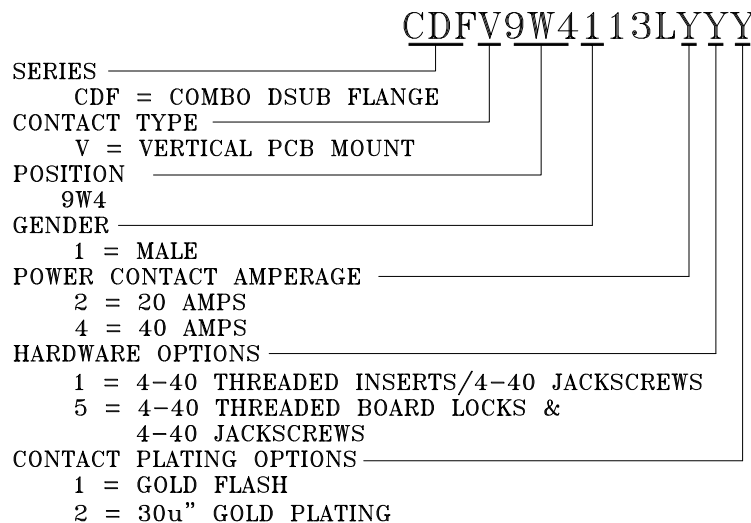 CDFV9W4113LYYY
SERIES
CDF = COMBO DSUB FLANGE
CONTACT TYPE
V = VERTICAL PCB MOUNT
POSITION
9W4
GENDER
1 = MALE
POWER CONTACT AMPERAGE
2 = 20 AMPS
4 = 40 AMPS
HARDWARE OPTIONS
1 = 4-40 THREADED INSERTS/4-40 JACKSCREWS
5 = 4-40 THREADED BOARD LOCKS &
4-40 JACKSCREWS
CONTACT PLATING OPTIONS
1 = GOLD FLASH
2 = 30u" GOLD PLATING